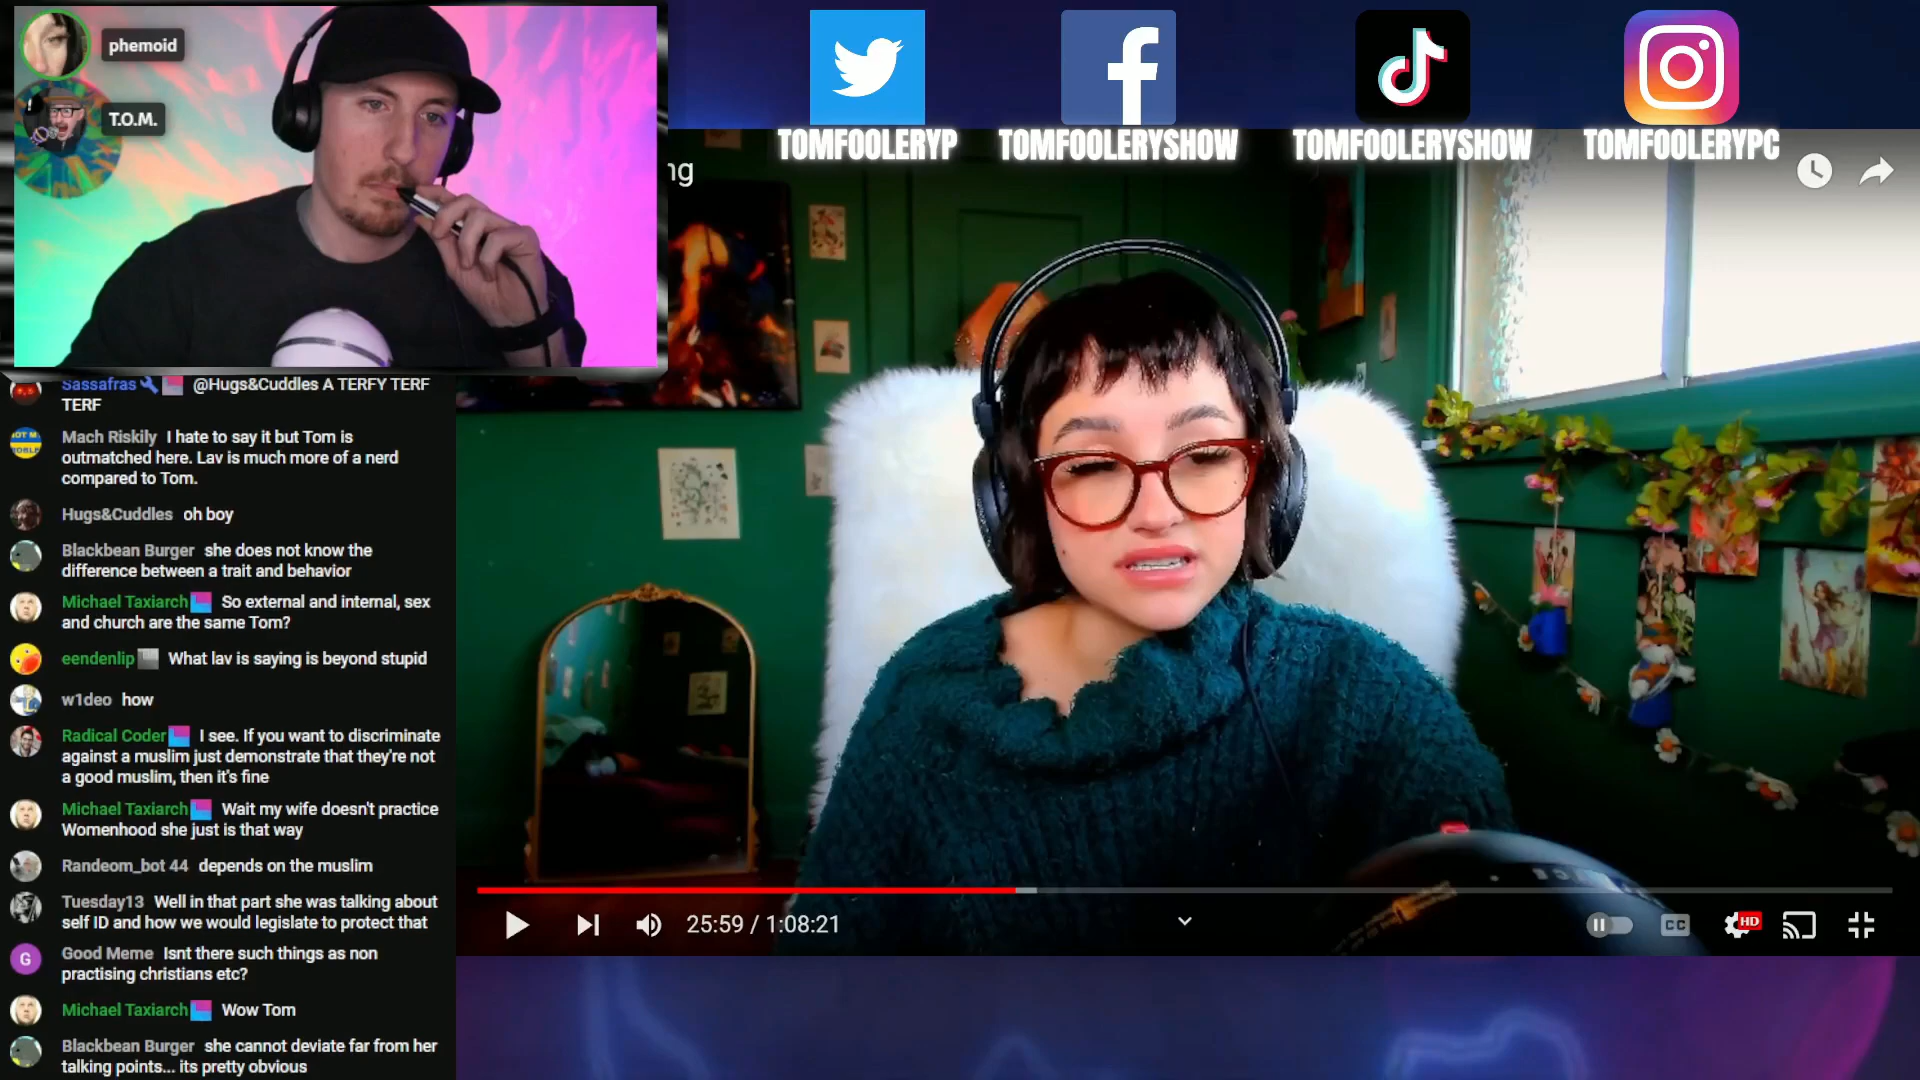 phemoid
T.O.M.
TOMFOOLERYP
TOMFOOLERYSHOW
TOMFOOLERYSHOW
TOMFOOLERYPC
ng
Sassafras @Hugs&Cuddles A TERFY TERF
TERF
Mach Riskily I hate to say it but Tom is
outmatched here. Lav is much more of a nerd
compared to Tom.
Hugs&Cuddles oh boy
Blackbean Burger she does not know the
difference between a trait and behavior
Michael Taxiarch So external and internal, sex
and church are the same Tom?
eendenlip What lav is saying is beyond stupid
w1deo how
Radical Coder I see. If you want to discriminate
against a muslim just demonstrate that they're not
a good muslim, then it's fine
Michael Taxiarch Wait my wife doesn't practice
Womenhood she just is that way
Randeom_bot 44 depends on the muslim
Tuesday13 Well in that part she was talking about
self ID and how we would legislate to protect that
G
Good Meme Isnt there such things as non
practising christians etc?
Michael Taxiarch Wow Tom
Blackbean Burger she cannot deviate far from her
talking points... its pretty obvious
25:59 / 1:08:21
CC
HD